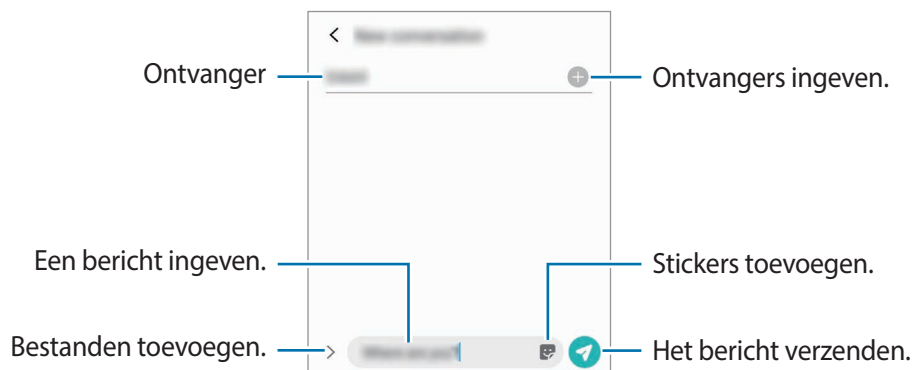 Ontvanger
Ontvangers ingeven.
Een bericht ingeven.
Stickers toevoegen.
Bestanden toevoegen.
Het bericht verzenden.